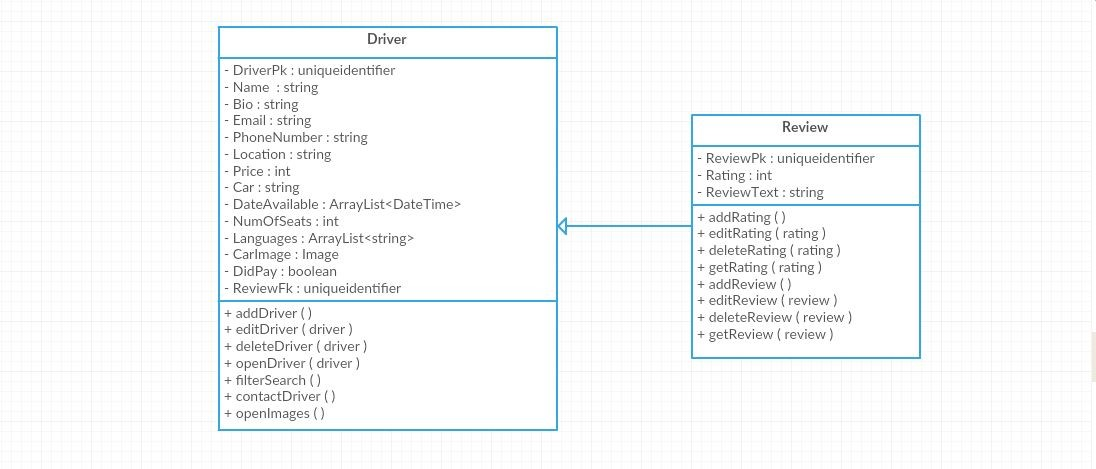 Driver
- DriverPk : uniqueidentifier
- Name : string
- Bio : string
- Email : string
- PhoneNumber : string
- Location : string
- Price : int
- Car : string
- DateAvailable : ArrayList<DateTime>
- NumOfSeats : int
- Languages : ArrayList<string>
- CarImage : Image
- DidPay : boolean
- ReviewFk : uniqueidentifier
+ addDriver ( )
+ editDriver ( driver )
+ deleteDriver ( driver )
+ openDriver ( driver )
+ filterSearch ( )
+ contactDriver ( )
+ openImages ( )
Review
- ReviewPk : uniqueidentifier
- Rating : int
- ReviewText : string
+ addRating ( )
+ editRating ( rating )
+ deleteRating ( rating )
+ getRating ( rating )
+ addReview ( )
+ editReview ( review )
+ deleteReview ( review )
+ getReview ( review )